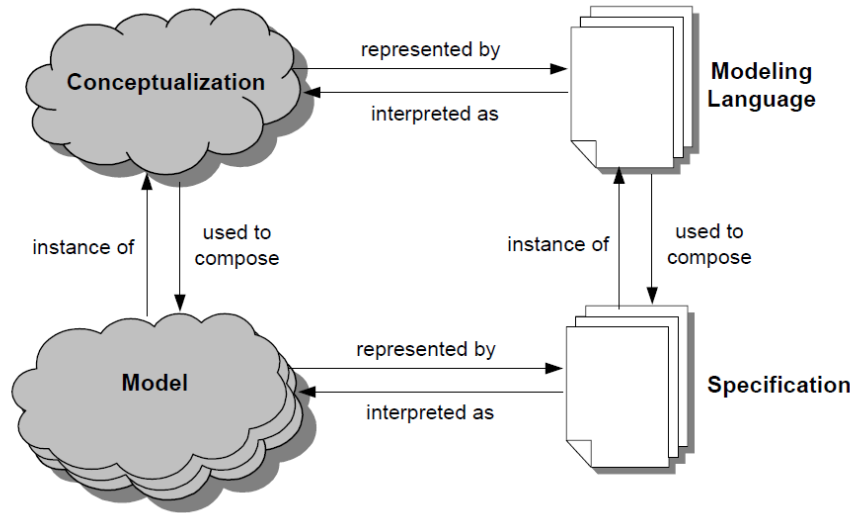 represented by
Conceptualization
Modeling
Language
interpreted as
instance of
used to
compose
instance of
used to
compose
represented by
Model
Specification
interpreted as